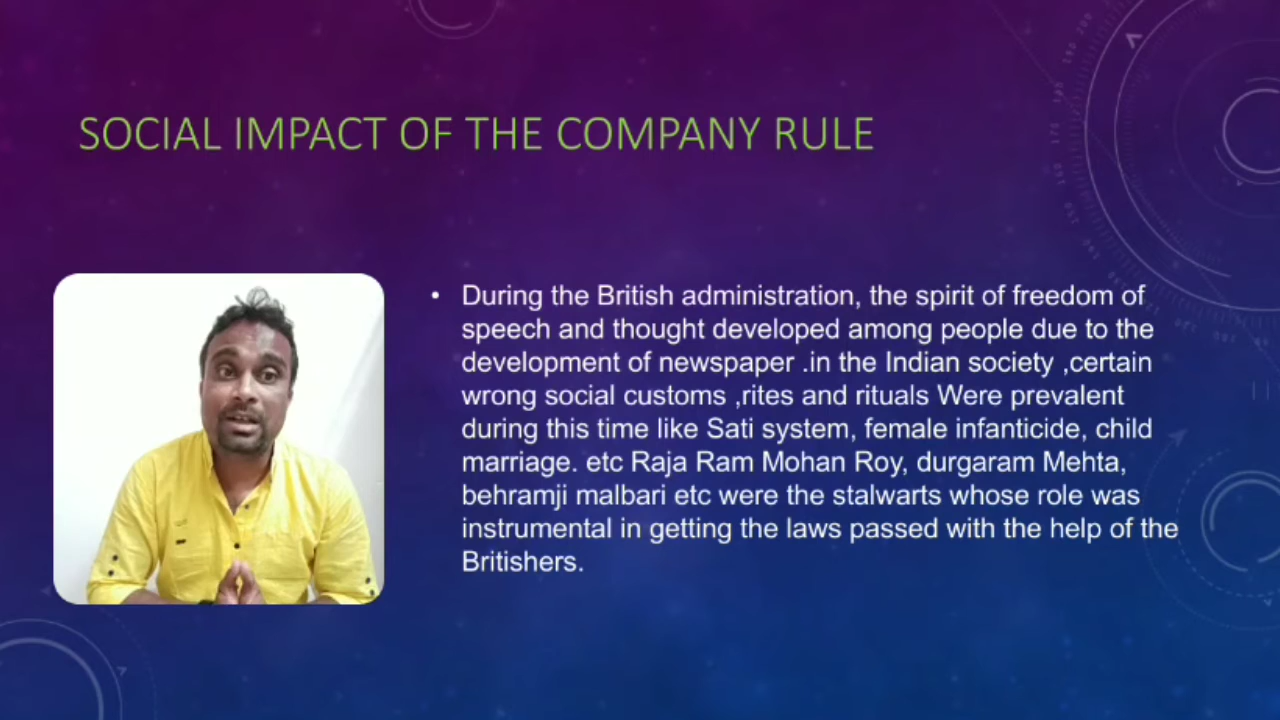 SOCIAL IMPACT OF THE COMPANY RULE
• During the British administration, the spirit of freedom of
speech and thought developed among people due to the
development of newspaper .in the Indian society ,certain
wrong social customs ,rites and rituals Were prevalent
during this time like Sati system, female infanticide, child
marriage. etc Raja Ram Mohan Roy, durgaram Mehta,
behramji malbari etc were the stalwarts whose role was
instrumental in getting the laws passed with the help of the
Britishers.